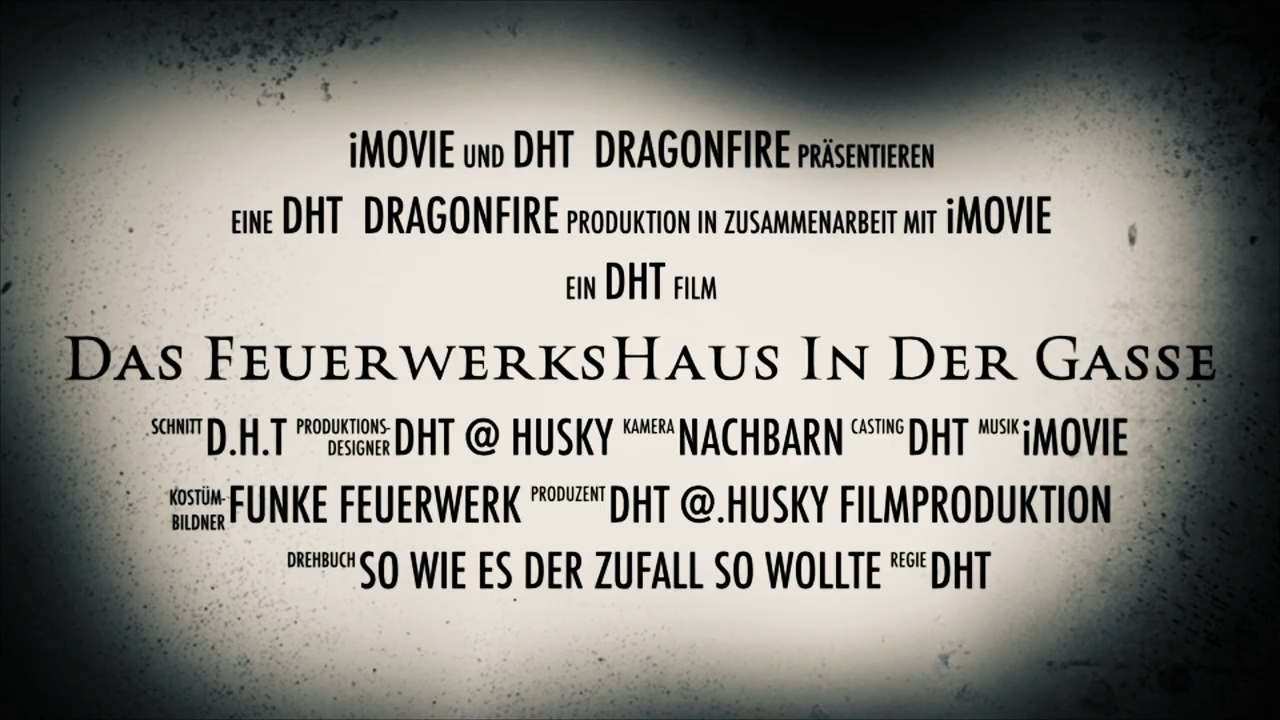 iMOVIE UND DHT DRAGONFIRE PRÄSENTIEREN
EINE DHT DRAGONFIRE PRODUKTION IN ZUSAMMENARBEIT MIT iMOVIE
EIN DHT FILM
DAS FEUERWERKSHAUS IN DER GASSE
SCHNITT D.H.T PRODUKTIONS-DESIGNER DHT @ HUSKY KAMERA NACHBARN CASTING DHT MUSIK iMOVIE
KOSTÜM-BILDNER FUNKE FEUERWERK PRODUZENT DHT @.HUSKY FILMPRODUKTION
DREHBUCH SO WIE ES DER ZUFALL SO WOLLTE REGIE DHT